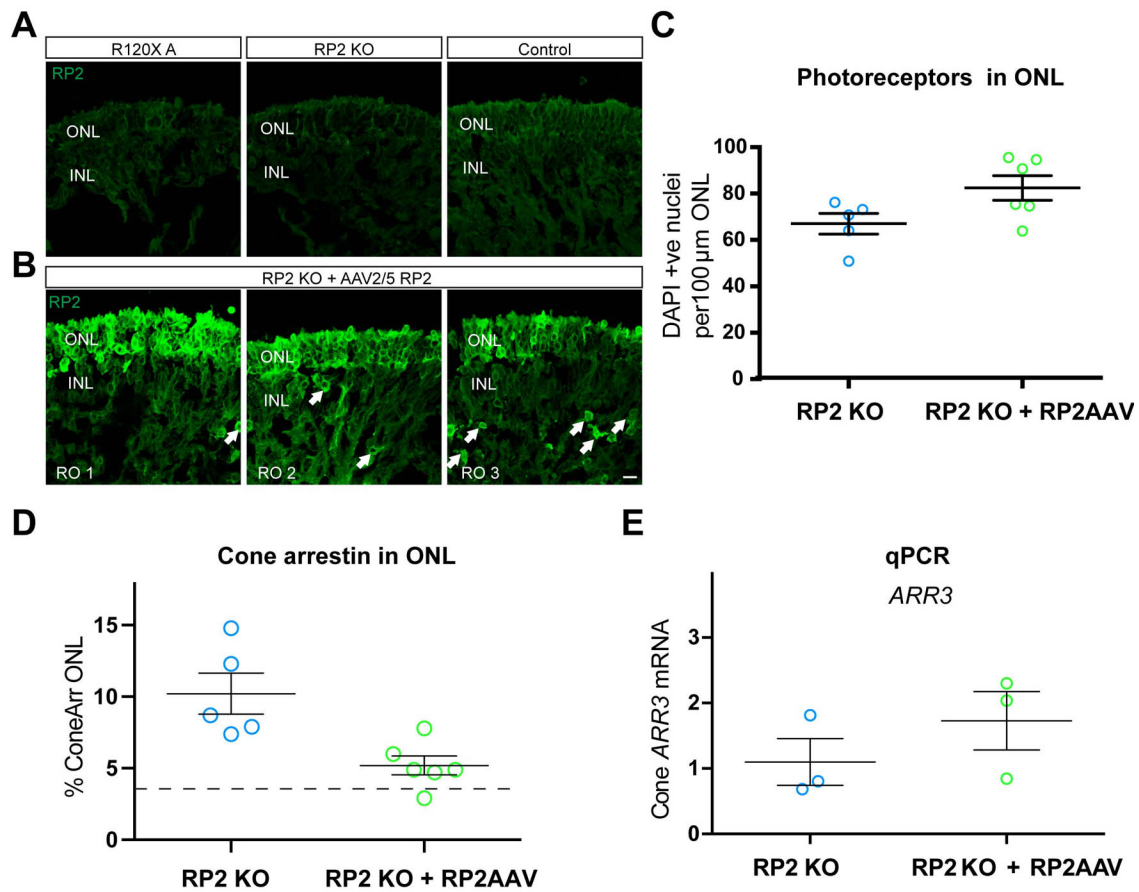 A
R120X A
RP2 KO
Control
RP2
ONL
INL
ONL
INL
ONL
INL
B
RP2 KO + AAV2/5 RP2
RP2
ONL
INL
RO 1
ONL
INL
RO 2
ONL
INL
RO 3
C
Photoreceptors in ONL
DAPI +ve nuclei
per100 µm ONL
100
80
60
40
20
0
RP2 KO
RP2 KO + RP2AAV
D
Cone arrestin in ONL
% ConeArr ONL
15
10
5
0
RP2 KO
RP2 KO + RP2AAV
E
qPCR
ARR3
Cone ARR3 mRNA
3
2
1
0
RP2 KO
RP2 KO + RP2AAV